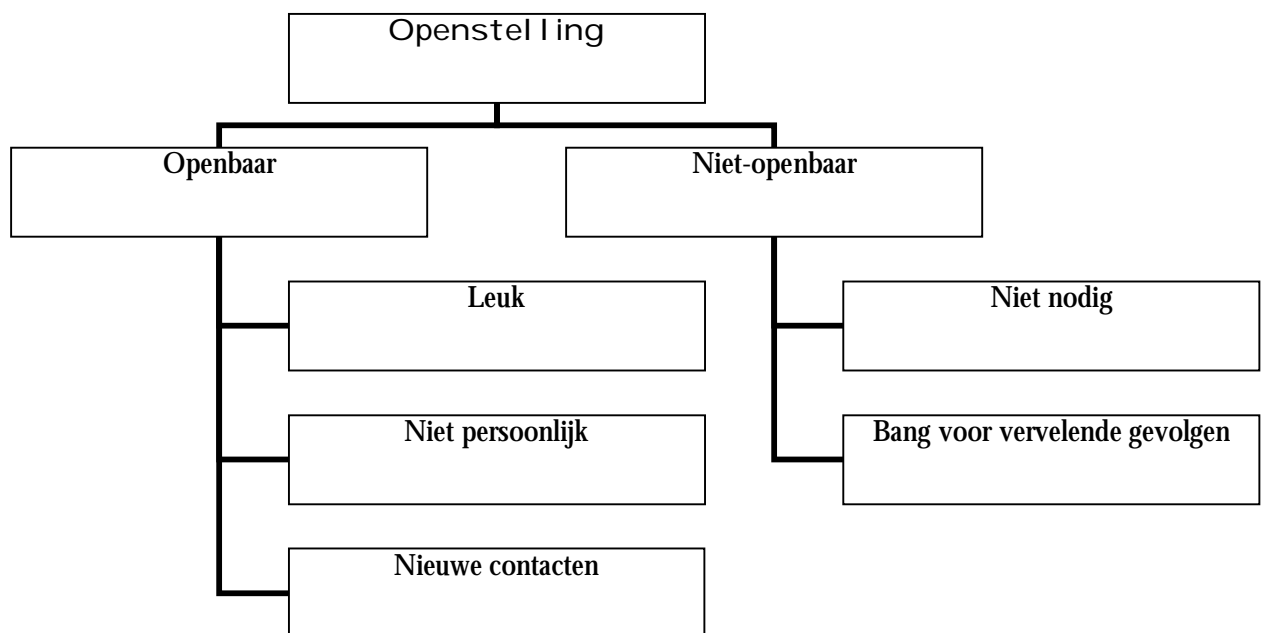 Openstelling
Openbaar
Niet-openbaar
Leuk
Niet nodig
Niet persoonlijk
Bang voor vervelende gevolgen
Nieuwe contacten